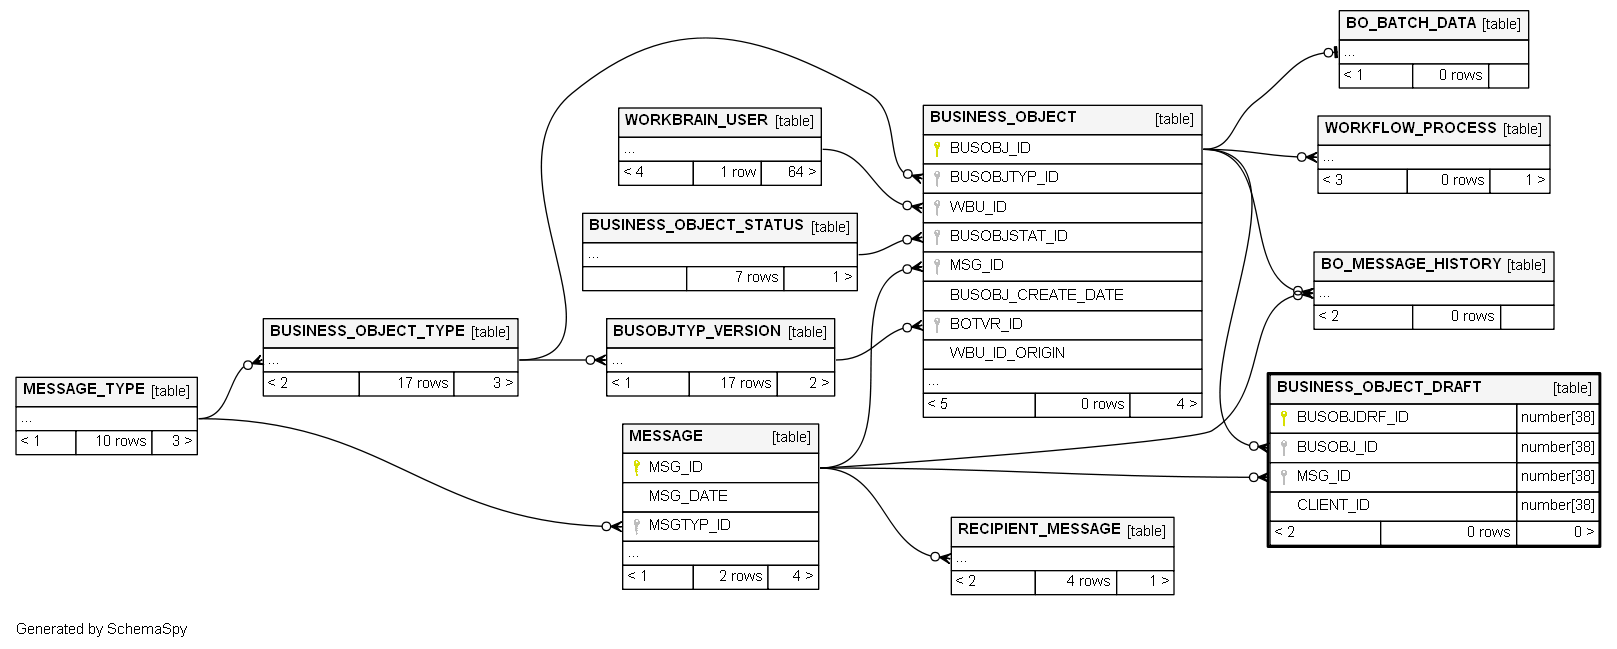 BO_BATCH_DATA [table]
...
< 1 0 rows
WORKBRAIN_USER [table]
...
< 4 1 row 64 >
BUSINESS_OBJECT [table]
BUSOBJ_ID
BUSOBJTYP_ID
WBU_ID
BUSOBJSTAT_ID
MSG_ID
BUSOBJ_CREATE_DATE
BOTVR_ID
WBU_ID_ORIGIN
...
< 5 0 rows 4 >
WORKFLOW_PROCESS [table]
...
< 3 0 rows 1 >
BUSINESS_OBJECT_STATUS [table]
...
7 rows 1 >
BO_MESSAGE_HISTORY [table]
...
< 2 0 rows
BUSINESS_OBJECT_TYPE [table]
...
< 2 17 rows 3 >
BUSOBJTYP_VERSION [table]
...
< 1 17 rows 2 >
MESSAGE_TYPE [table]
...
< 1 10 rows 3 >
BUSINESS_OBJECT_DRAFT [table]
BUSOBJDRF_ID number[38]
BUSOBJ_ID number[38]
MSG_ID number[38]
CLIENT_ID number[38]
< 2 0 rows 0 >
MESSAGE [table]
MSG_ID
MSG_DATE
MSGTYP_ID
...
< 1 2 rows 4 >
RECIPIENT_MESSAGE [table]
...
< 2 4 rows 1 >
Generated by SchemaSpy